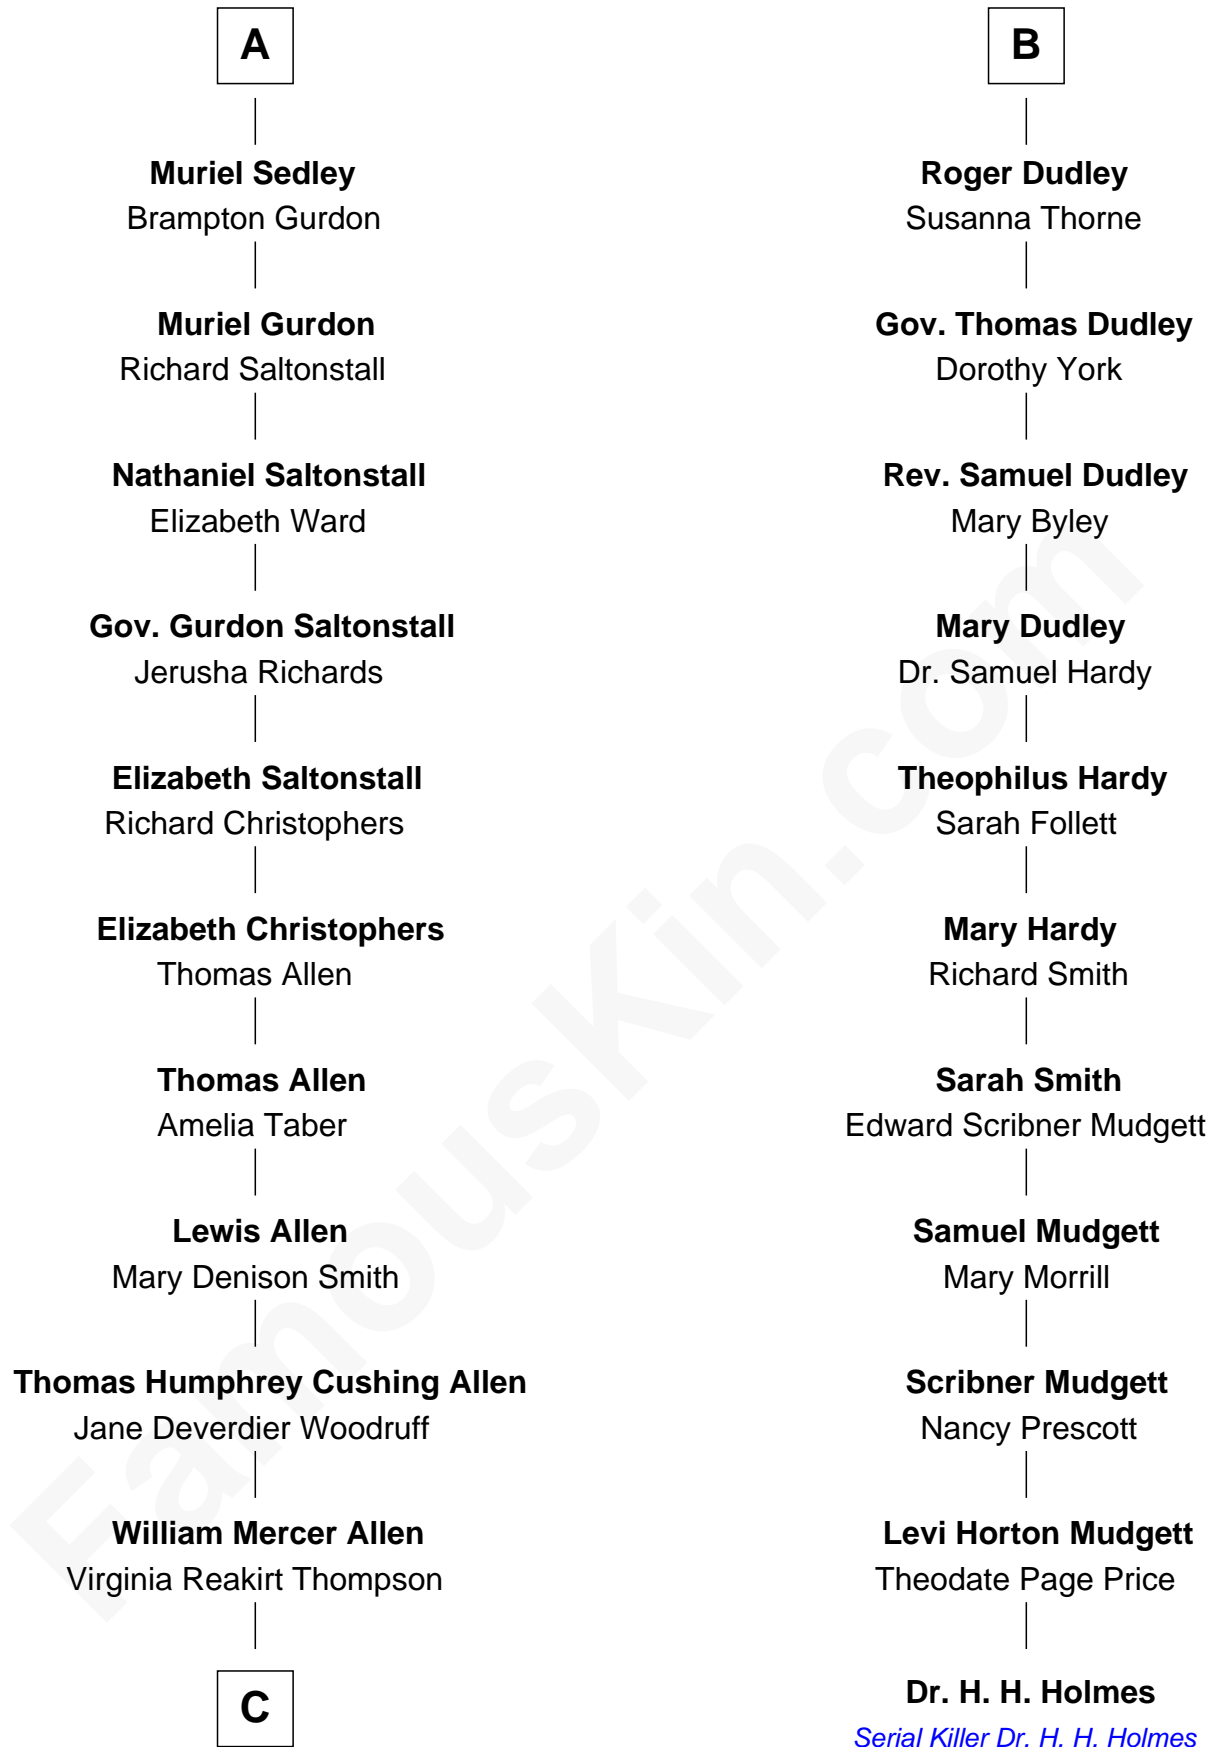 A
Muriel Sedley
Brampton Gurdon
Muriel Gurdon
Richard Saltonstall
Nathaniel Saltonstall
Elizabeth Ward
Gov. Gurdon Saltonstall
Jerusha Richards
Elizabeth Saltonstall
Richard Christophers
Elizabeth Christophers
Thomas Allen
Thomas Allen
Amelia Taber
Lewis Allen
Mary Denison Smith
Thomas Humphrey Cushing Allen
Jane Deverdier Woodruff
William Mercer Allen
Virginia Reakirt Thompson
C
B
Roger Dudley
Susanna Thorne
Gov. Thomas Dudley
Dorothy York
Rev. Samuel Dudley
Mary Byley
Mary Dudley
Dr. Samuel Hardy
Theophilus Hardy
Sarah Follett
Mary Hardy
Richard Smith
Sarah Smith
Edward Scribner Mudgett
Samuel Mudgett
Mary Morrill
Scribner Mudgett
Nancy Prescott
Levi Horton Mudgett
Theodate Page Price
Dr. H. H. Holmes
Serial Killer Dr. H. H. Holmes
FamousKin.com